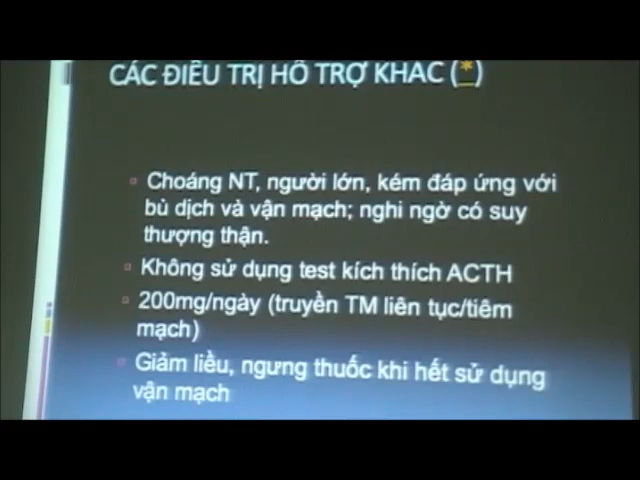 CÁC ĐIỀU TRỊ HỖ TRỢ KHÁC (*)
Choáng NT, người lớn, kém đáp ứng với
bù dịch và vận mạch; nghi ngờ có suy
thượng thận.
Không sử dụng test kích thích ACTH
200mg/ngày (truyền TM liên tục/tiêm
mạch)
Giảm liều, ngưng thuốc khi hết sử dụng
vận mạch